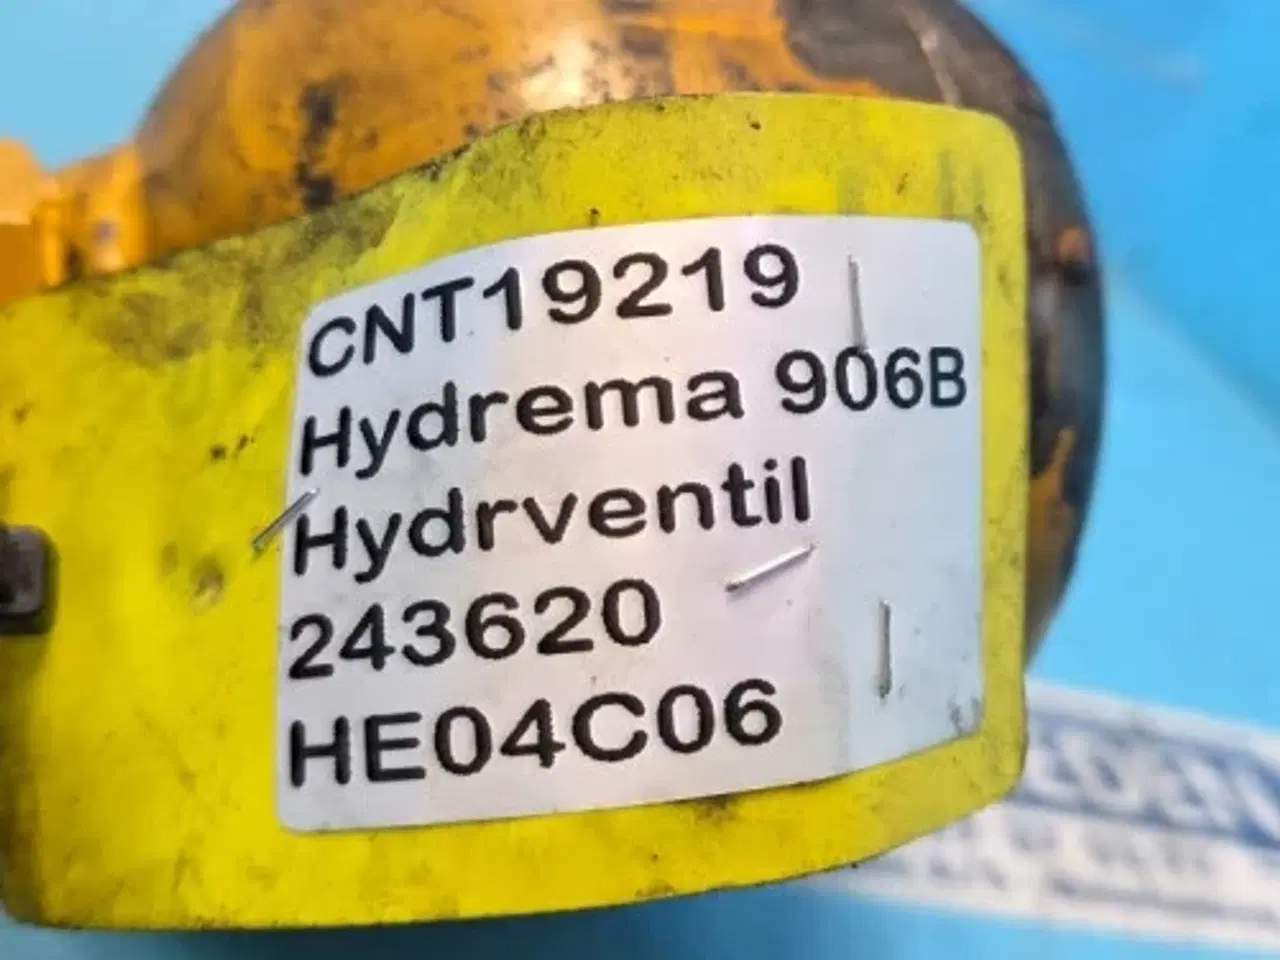 CNT19219
Hydrema 906B
Hydrventil
243620
HE04C06